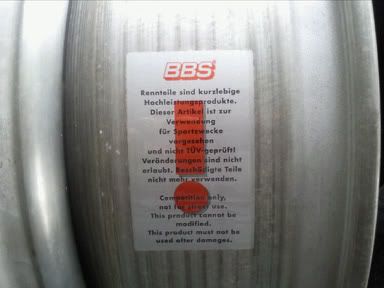 BBS
Rennteile sind kurzlebige
Hochleistungsprodukte.
Dieser Artikel ist zur
Verwendung
für Sportzwecke
vorgesehen
und nicht TÜV-geprüft!
Veränderungen sind nicht
erlaubt. Beschädigte Teile
nicht mehr verwenden.
Competition only,
not for street use.
This product cannot be
modified.
This product must not be
used after damages.